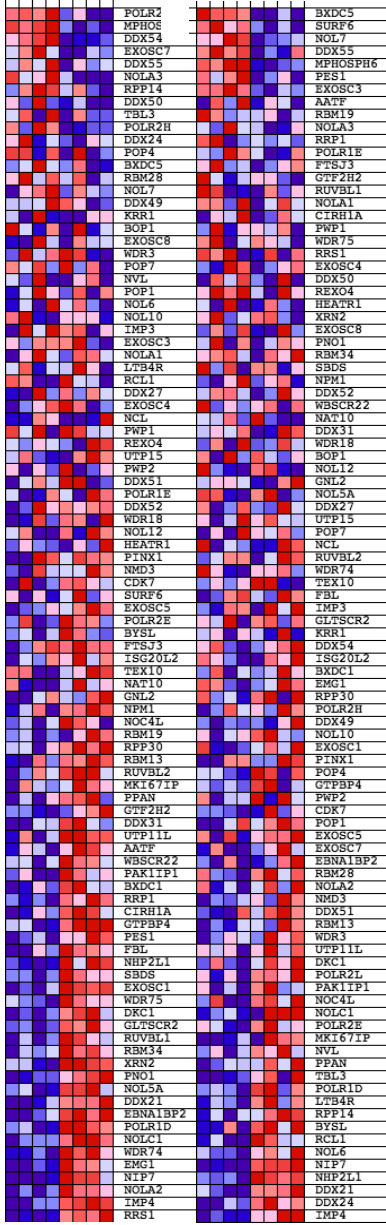 POLR2
MPHOS
DDX54
EXOSC7
DDX55
NOLA3
RPP14
DDX50
TBL3
POLR2H
DDX24
POP4
BXDC5
RBM28
NOL7
DDX49
KRR1
BOP1
EXOSC8
WDR3
POP7
NVL
POP1
NOL6
NOL10
IMP3
EXOSC3
NOLA1
LTB4R
RCL1
DDX27
EXOSC4
NCL
PWP1
REXO4
UTP15
PWP2
DDX51
POLR1E
DDX52
WDR18
NOL12
HEATR1
PINX1
NMD3
CDK7
SURF6
EXOSC5
POLR2E
BYSL
FTSJ3
ISG20L2
TEX10
NAT10
GNL2
NPM1
NOC4L
RBM19
RPP30
RBM13
RUVBL2
MKI67IP
PPAN
GTF2H2
DDX31
UTP11L
AATF
WBSCR22
PAK1IP1
BXDC1
RRP1
CIRH1A
GTPBP4
PES1
FBL
NHP2L1
SBDS
EXOSC1
WDR75
DKC1
GLTSCR2
RUVBL1
RBM34
XRN2
PNO1
NOL5A
DDX21
EBNA1BP2
POLR1D
NOLC1
WDR74
EMG1
NIP7
NOLA2
IMP4
RRS1
BXDC5
SURF6
NOL7
DDX55
MPHOSPH6
PES1
EXOSC3
AATF
RBM19
NOLA3
RRP1
POLR1E
FTSJ3
GTF2H2
RUVBL1
NOLA1
CIRH1A
PWP1
WDR75
RRS1
EXOSC4
DDX50
REXO4
HEATR1
XRN2
EXOSC8
PNO1
RBM34
SBDS
NPM1
DDX52
WBSCR22
NAT10
DDX31
WDR18
BOP1
NOL12
GNL2
NOL5A
DDX27
UTP15
POP7
NCL
RUVBL2
WDR74
TEX10
FBL
IMP3
GLTSCR2
KRR1
DDX54
ISG20L2
BXDC1
EMG1
RPP30
POLR2H
DDX49
NOL10
EXOSC1
PINX1
POP4
GTPBP4
PWP2
CDK7
POP1
EXOSC5
EXOSC7
EBNA1BP2
RBM28
NOLA2
NMD3
DDX51
RBM13
WDR3
UTP11L
DKC1
POLR2L
PAK1IP1
NOC4L
NOLC1
POLR2E
MKI67IP
NVL
PPAN
TBL3
POLR1D
LTB4R
RPP14
BYSL
RCL1
NOL6
NIP7
NHP2L1
DDX21
DDX24
IMP4